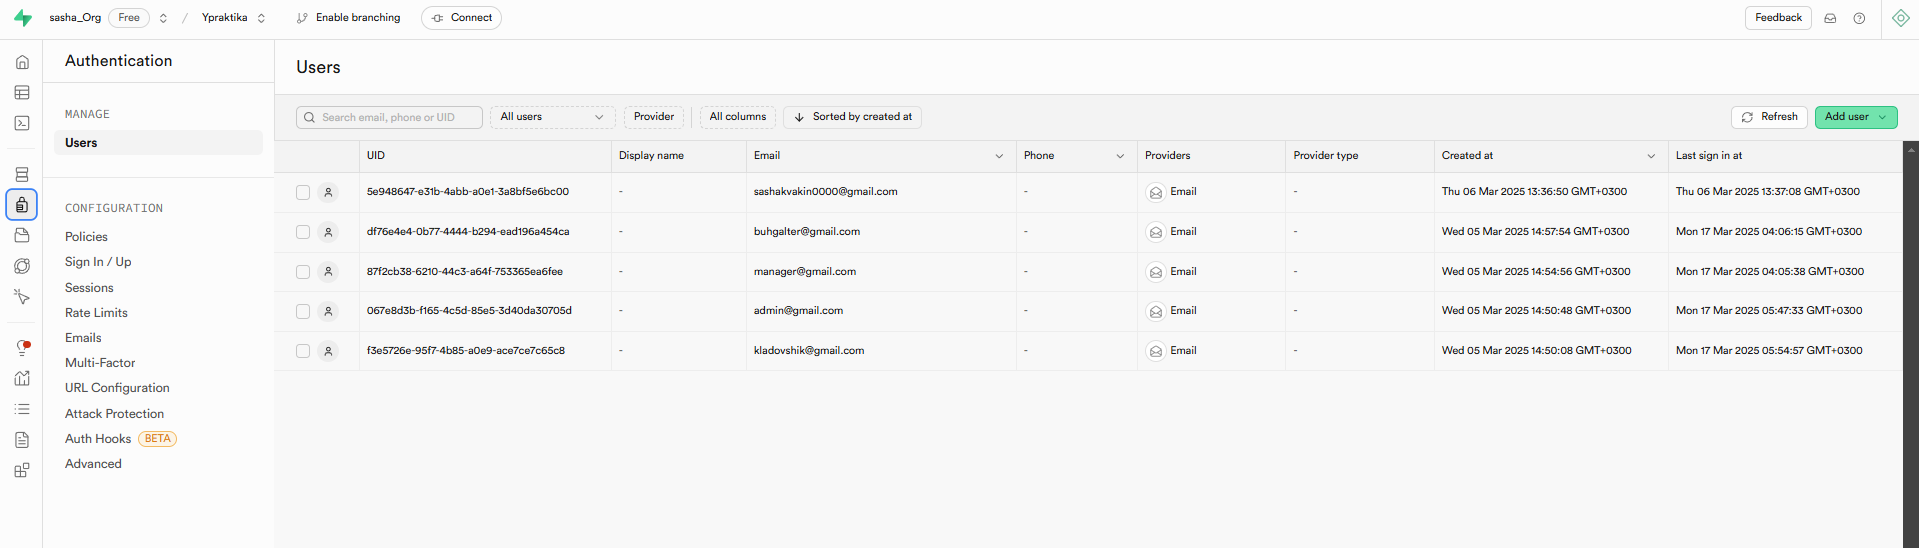 sasha_Org Free / Ypraktika Enable branching Connect Feedback
Authentication
Users
MANAGE
Users
CONFIGURATION
Policies
Sign In / Up
Sessions
Rate Limits
Emails
Multi-Factor
URL Configuration
Attack Protection
Auth Hooks BETA
Advanced
Search email, phone or UID All users Provider All columns Sorted by created at Refresh Add user
UID Display name Email Phone Providers Provider type Created at Last sign in at
5e948647-e31b-4abb-a0e1-3a8bf5e6bc00 - sashakvakin0000@gmail.com - Email - Thu 06 Mar 2025 13:36:50 GMT+0300 Thu 06 Mar 2025 13:37:08 GMT+0300
df76e4e4-0b77-4444-b294-ead196a454ca - buhgalter@gmail.com - Email - Wed 05 Mar 2025 14:57:54 GMT+0300 Mon 17 Mar 2025 04:06:15 GMT+0300
87f2cb38-6210-44c3-a64f-753365ea6fee - manager@gmail.com - Email - Wed 05 Mar 2025 14:54:56 GMT+0300 Mon 17 Mar 2025 04:05:38 GMT+0300
067e8d3b-f165-4c5d-85e5-3d40da30705d - admin@gmail.com - Email - Wed 05 Mar 2025 14:50:48 GMT+0300 Mon 17 Mar 2025 05:47:33 GMT+0300
f3e5726e-95f7-4b85-a0e9-ace7ce7c65c8 - kladovshik@gmail.com - Email - Wed 05 Mar 2025 14:50:08 GMT+0300 Mon 17 Mar 2025 05:54:57 GMT+0300